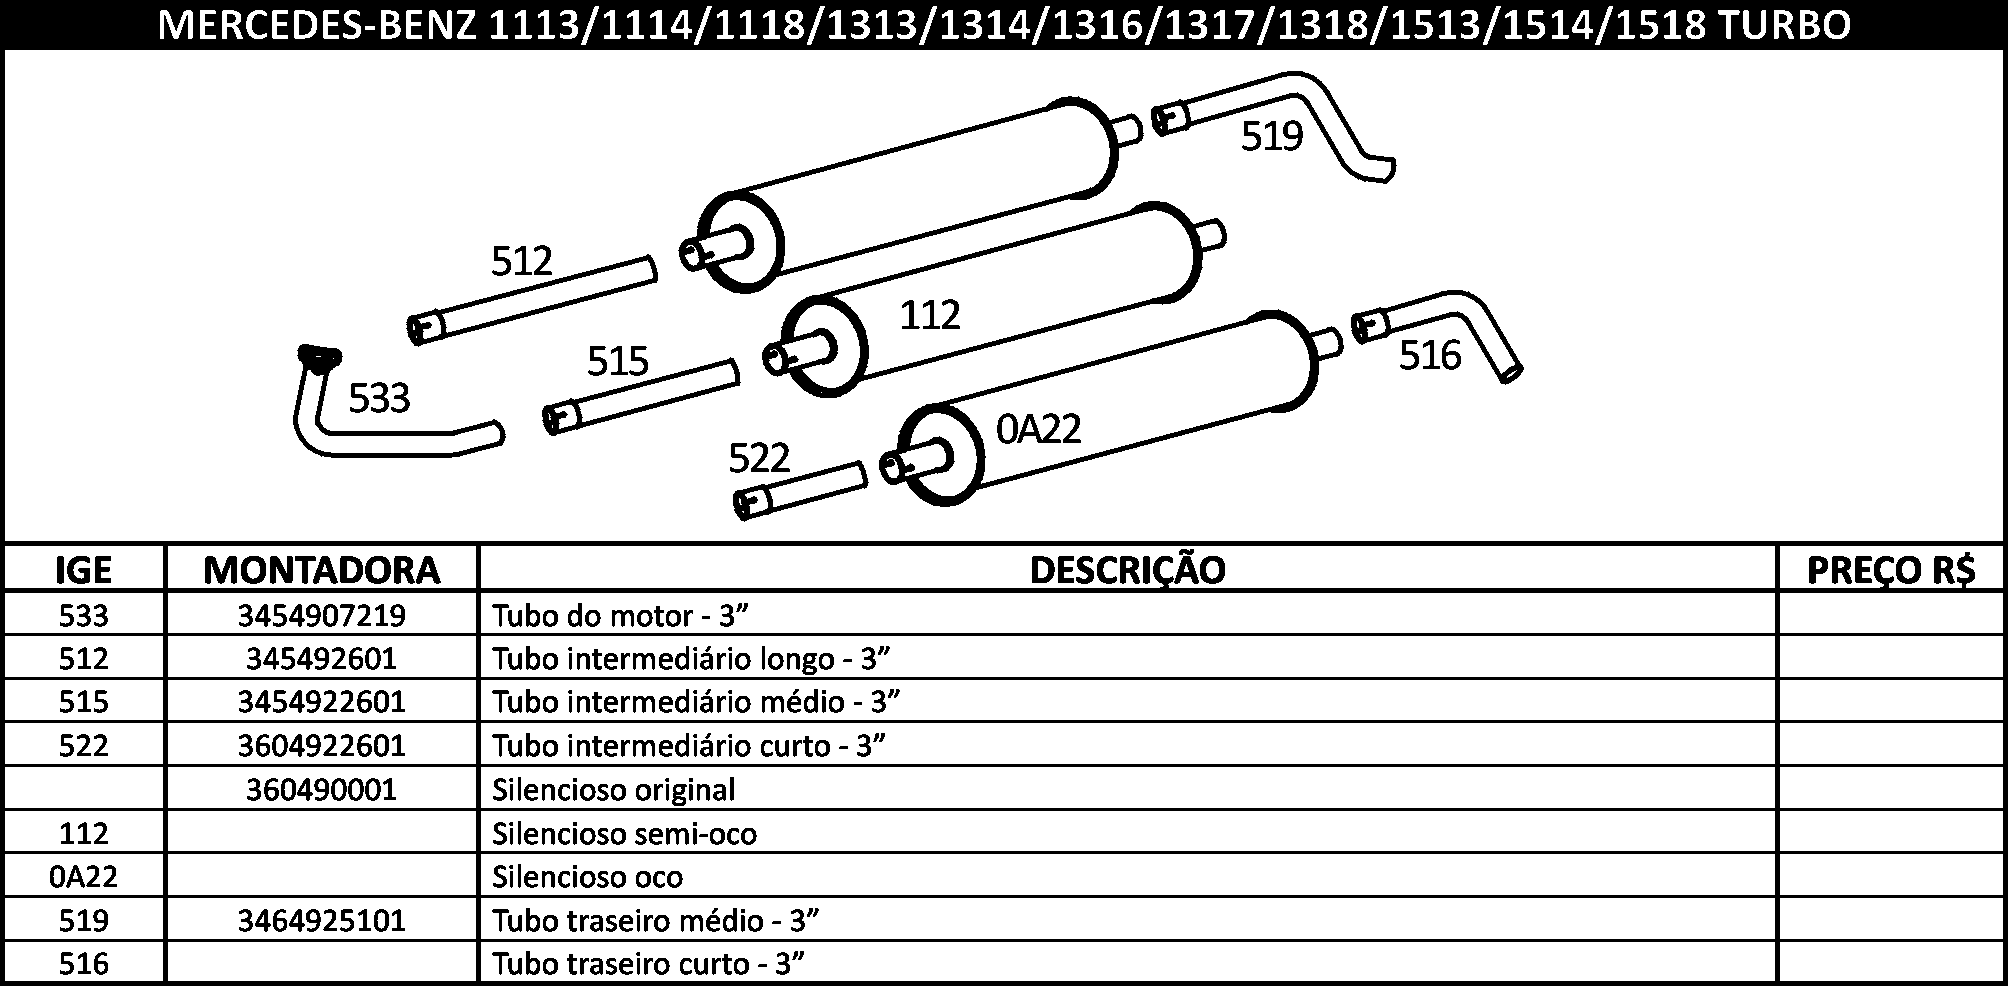 MERCEDES-BENZ 1113/1114/1118/1313/1314/1316/1317/1318/1513/1514/1518 TURBO
519
512
112
515
516
533
0A22
522
IGE MONTADORA DESCRIÇÃO PREÇO R$
533 3454907219 Tubo do motor - 3”
512 345492601 Tubo intermediário longo - 3”
515 3454922601 Tubo intermediário médio - 3”
522 3604922601 Tubo intermediário curto - 3”
360490001 Silencioso original
112 Silencioso semi-oco
0A22 Silencioso oco
519 3464925101 Tubo traseiro médio - 3”
516 Tubo traseiro curto - 3”